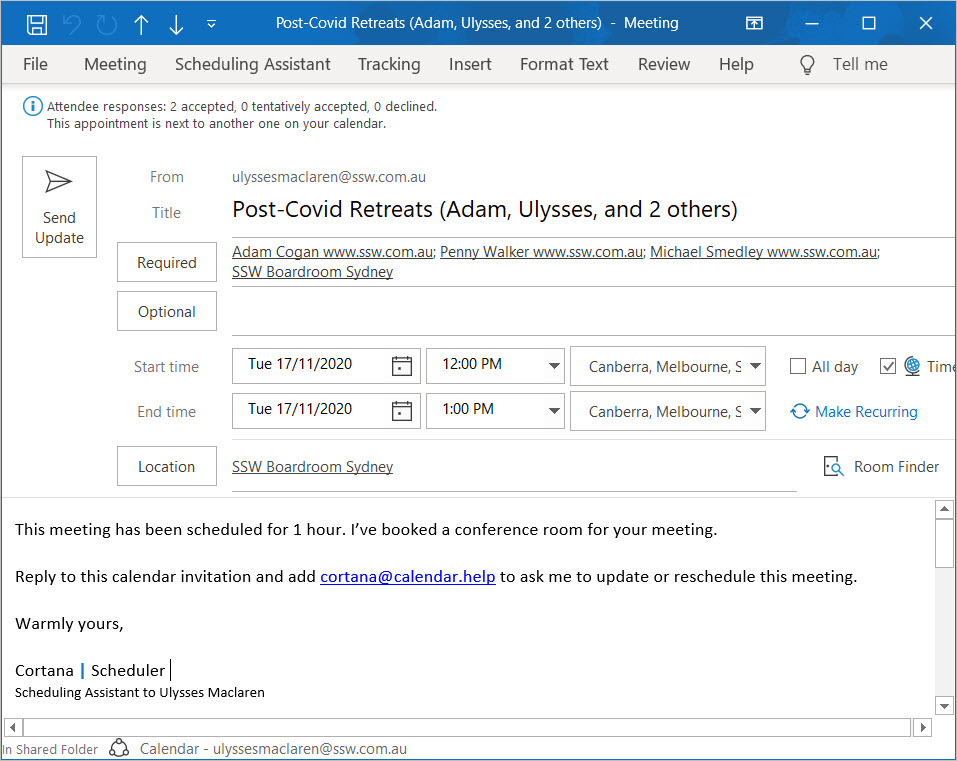 Post-Covid Retreats (Adam, Ulysses, and 2 others) - Meeting
File Meeting Scheduling Assistant Tracking Insert Format Text Review Help Tell me
Attendee responses: 2 accepted, 0 tentatively accepted, 0 declined.
This appointment is next to another one on your calendar.
Send
Update
From ulyssesmaclaren@ssw.com.au
Title Post-Covid Retreats (Adam, Ulysses, and 2 others)
Required Adam Cogan www.ssw.com.au; Penny Walker www.ssw.com.au; Michael Smedley www.ssw.com.au;
SSW Boardroom Sydney
Optional
Start time Tue 17/11/2020 12:00 PM Canberra, Melbourne, S All day Time
End time Tue 17/11/2020 1:00 PM Canberra, Melbourne, S Make Recurring
Location SSW Boardroom Sydney Room Finder
This meeting has been scheduled for 1 hour. I’ve booked a conference room for your meeting.
Reply to this calendar invitation and add cortana@calendar.help to ask me to update or reschedule this meeting.
Warmly yours,
Cortana | Scheduler
Scheduling Assistant to Ulysses Maclaren
In Shared Folder Calendar - ulyssesmaclaren@ssw.com.au